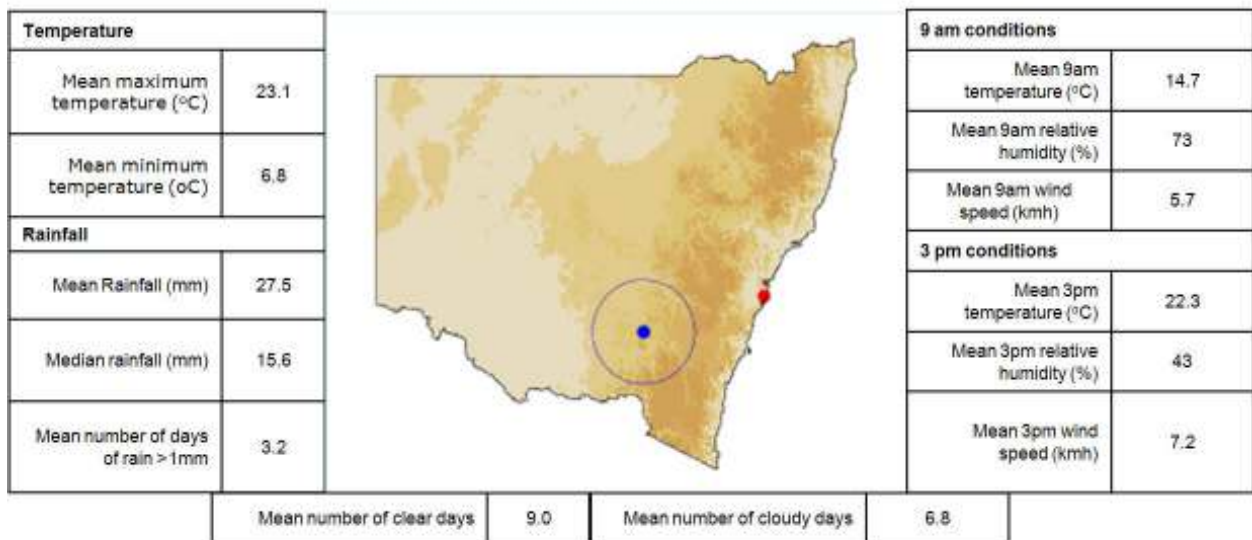 Temperature
Mean maximum
temperature (°C)
23.1
Mean minimum
temperature (oC)
6.8
Rainfall
Mean Rainfall (mm)
27.5
Median rainfall (mm)
15.6
Mean number of days
of rain >1mm
3.2
9 am conditions
Mean 9am
temperature (°C)
14.7
Mean 9am relative
humidity (%)
73
Mean 9am wind
speed (kmh)
5.7
3 pm conditions
Mean 3pm
temperature (°C)
22.3
Mean 3pm relative
humidity (%)
43
Mean 3pm wind
speed (kmh)
7.2
Mean number of clear days
9.0
Mean number of cloudy days
6.8